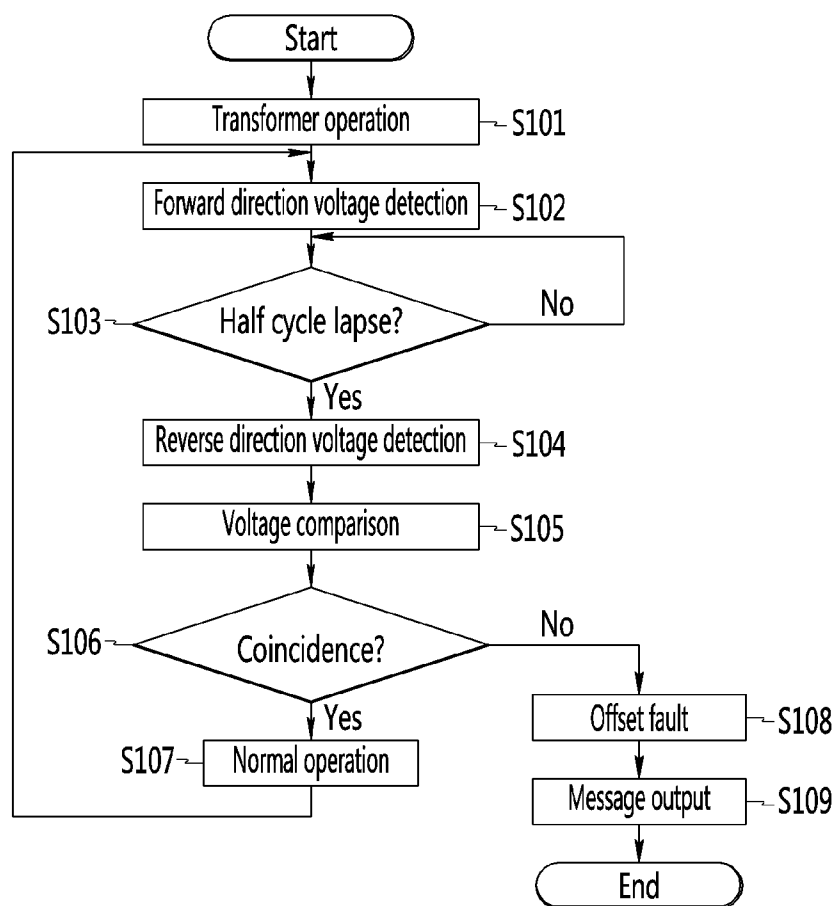 Start
Transformer operation
S101
Forward direction voltage detection
S102
S103
Half cycle lapse?
No
Yes
Reverse direction voltage detection
S104
Voltage comparison
S105
S106
Coincidence?
No
Yes
Offset fault
S108
S107
Normal operation
Message output
S109
End